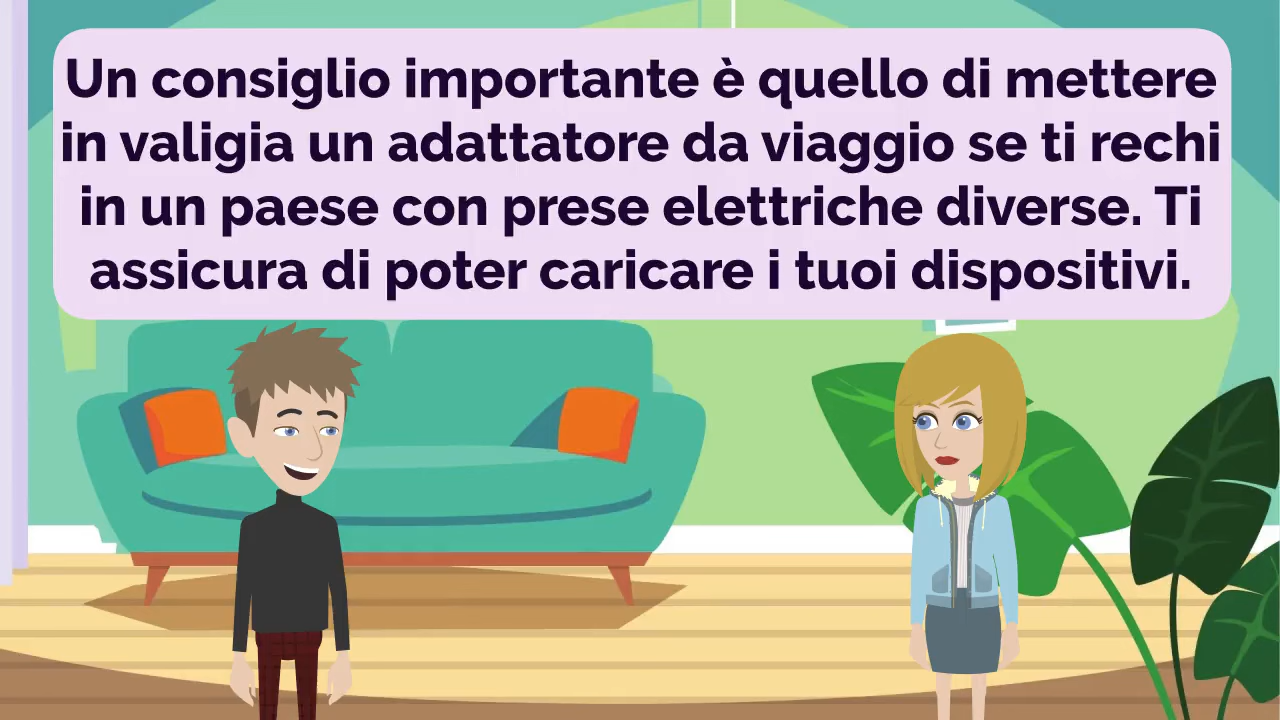 Un consiglio importante è quello di mettere
in valigia un adattatore da viaggio se ti rechi
in un paese con prese elettriche diverse. Ti
assicura di poter caricare i tuoi dispositivi.